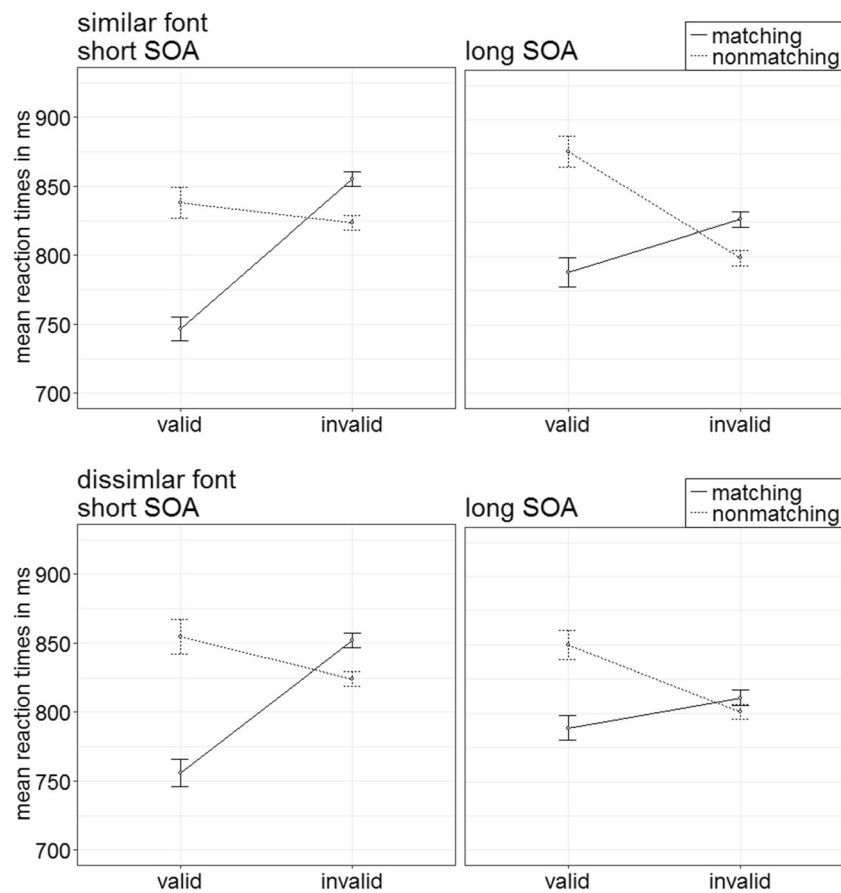 similar font
short SOA
long SOA
matching
nonmatching
mean reaction times in ms
900
850
800
750
700
valid
invalid
valid
invalid
dissimlar font
short SOA
long SOA
matching
nonmatching
mean reaction times in ms
900
850
800
750
700
valid
invalid
valid
invalid